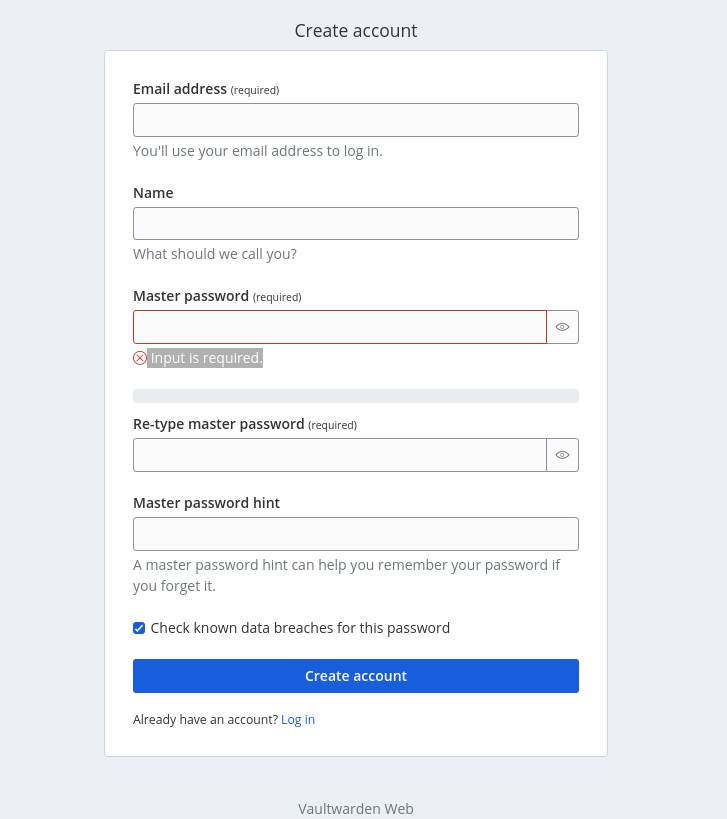 Create account
Email address (required)
You'll use your email address to log in.
Name
What should we call you?
Master password (required)
Input is required.
Re-type master password (required)
Master password hint
A master password hint can help you remember your password if
you forget it.
Check known data breaches for this password
Create account
Already have an account? Log in
Vaultwarden Web